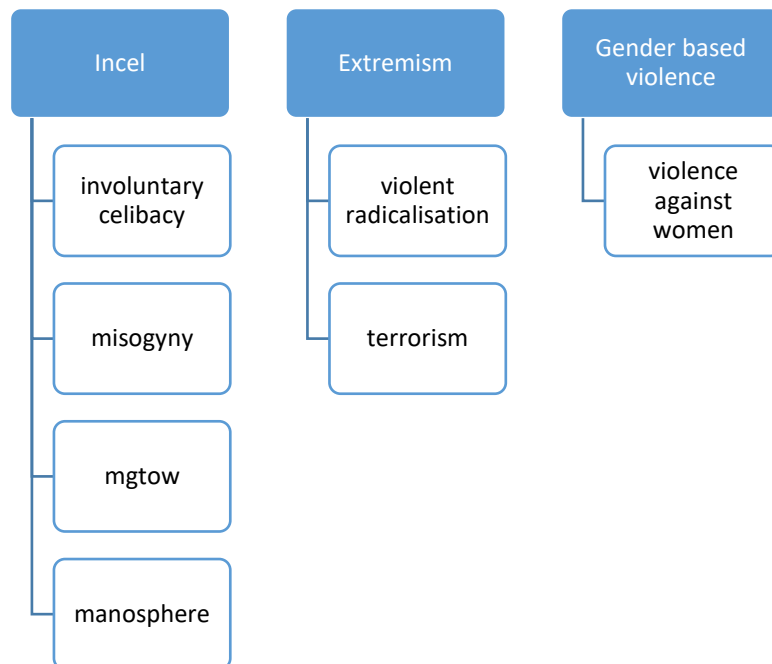 Incel
involuntary
celibacy
misogyny
mgtow
manosphere
Extremism
violent
radicalisation
terrorism
Gender based
violence
violence
against
women